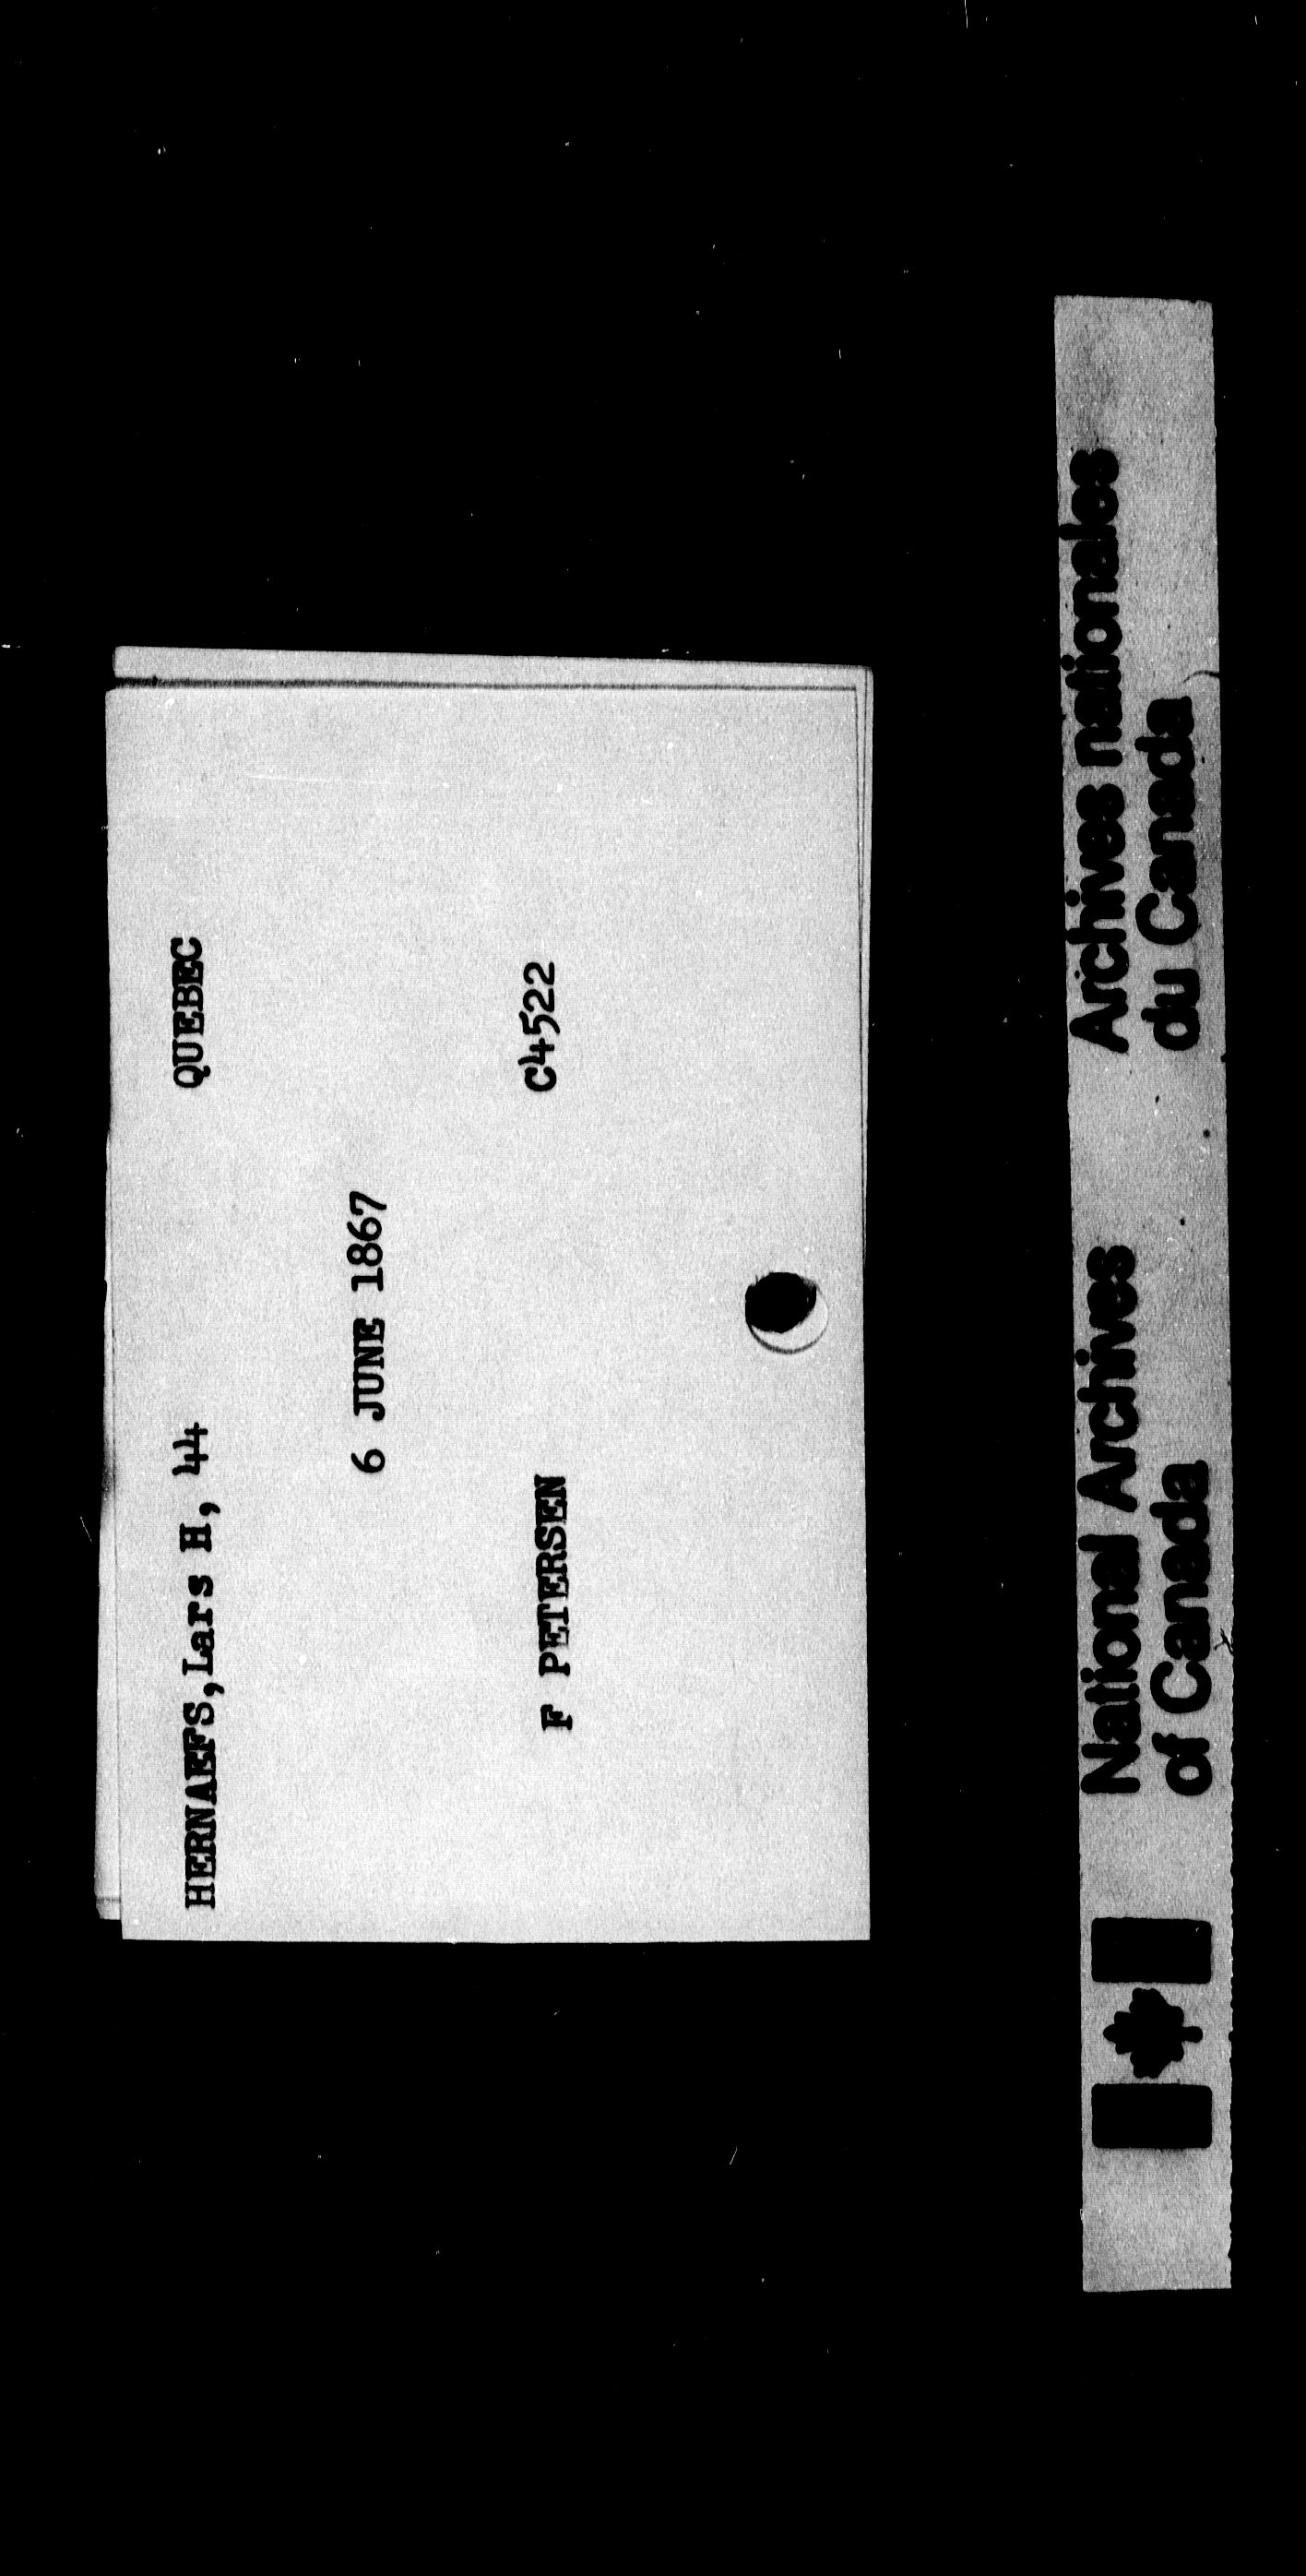 HERNAEFS,Lars H, 44 QUEBEC
6 JUNE 1867
F PETERSEN C4522
National Archives
of Canada
Archives nationales
du Canada